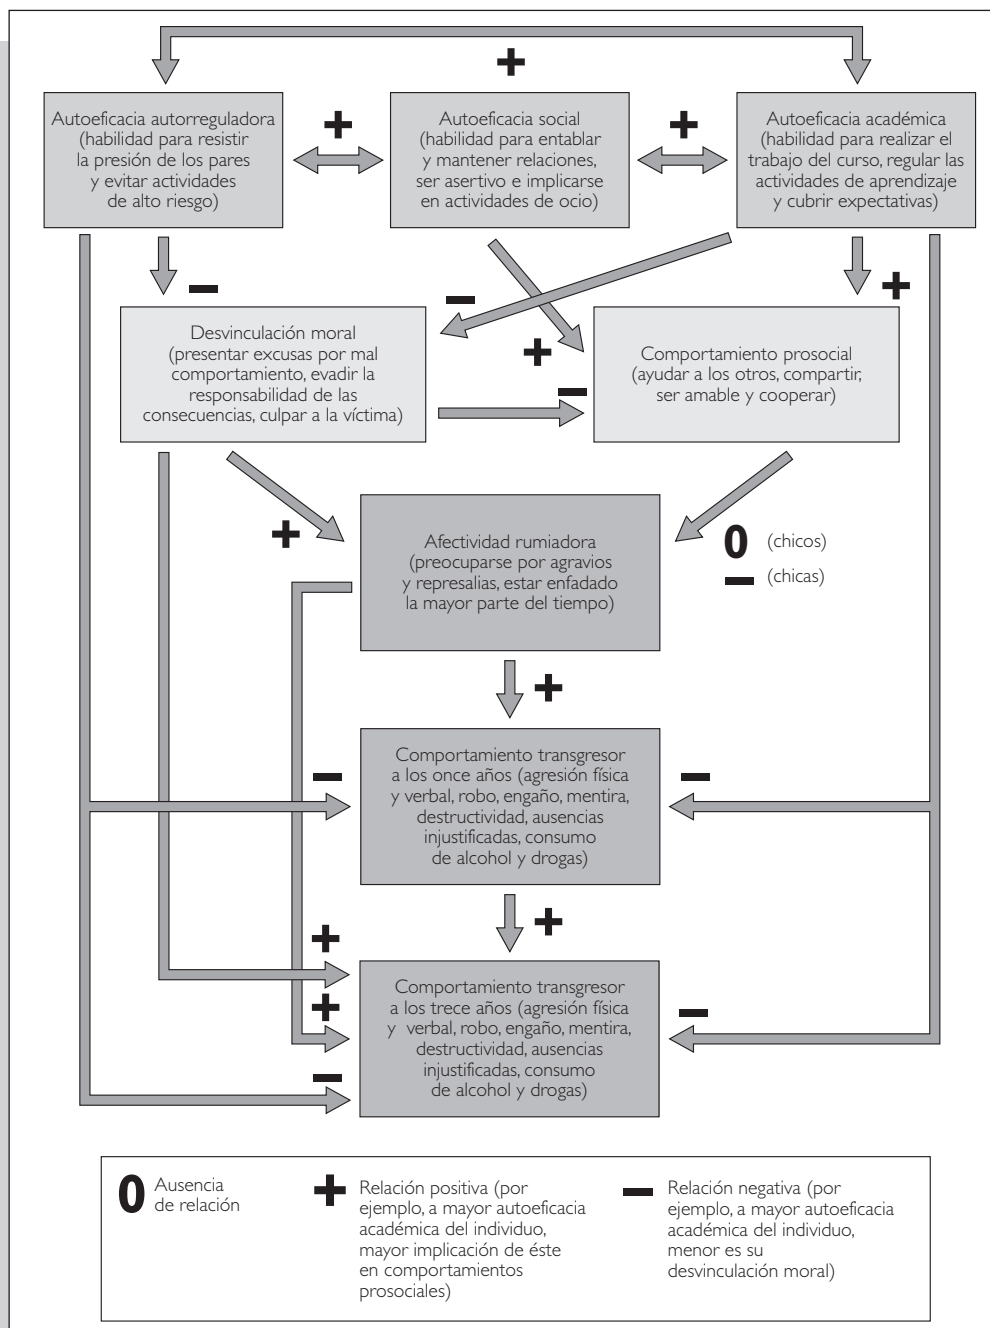 +
Autoeficacia autorreguladora
(habilidad para resistir
la presión de los pares
y evitar actividades
de alto riesgo)
+
Autoeficacia social
(habilidad para entablar
y mantener relaciones,
ser asertivo e implicarse
en actividades de ocio)
+
Autoeficacia académica
(habilidad para realizar el
trabajo del curso, regular las
actividades de aprendizaje
y cubrir expectativas)
−
−
+
+
−
Desvinculación moral
(presentar excusas por mal
comportamiento, evadir la
responsabilidad de las
consecuencias, culpar a la víctima)
Comportamiento prosocial
(ayudar a los otros, compartir,
ser amable y cooperar)
+
Afectividad rumiadora
(preocuparse por agravios
y represalias, estar enfadado
la mayor parte del tiempo)
0 (chicos)
− (chicas)
+
−
Comportamiento transgresor
a los once años (agresión física
y verbal, robo, engaño, mentira,
destructividad, ausencias
injustificadas, consumo
de alcohol y drogas)
−
+
+
+
−
Comportamiento transgresor
a los trece años (agresión física
y verbal, robo, engaño, mentira,
destructividad, ausencias
injustificadas, consumo
de alcohol y drogas)
−
0 Ausencia
de relación
+ Relación positiva (por
ejemplo, a mayor autoeficacia
académica del individuo,
mayor implicación de éste
en comportamientos
prosociales)
− Relación negativa (por
ejemplo, a mayor autoeficacia
académica del individuo,
menor es su
desvinculación moral)